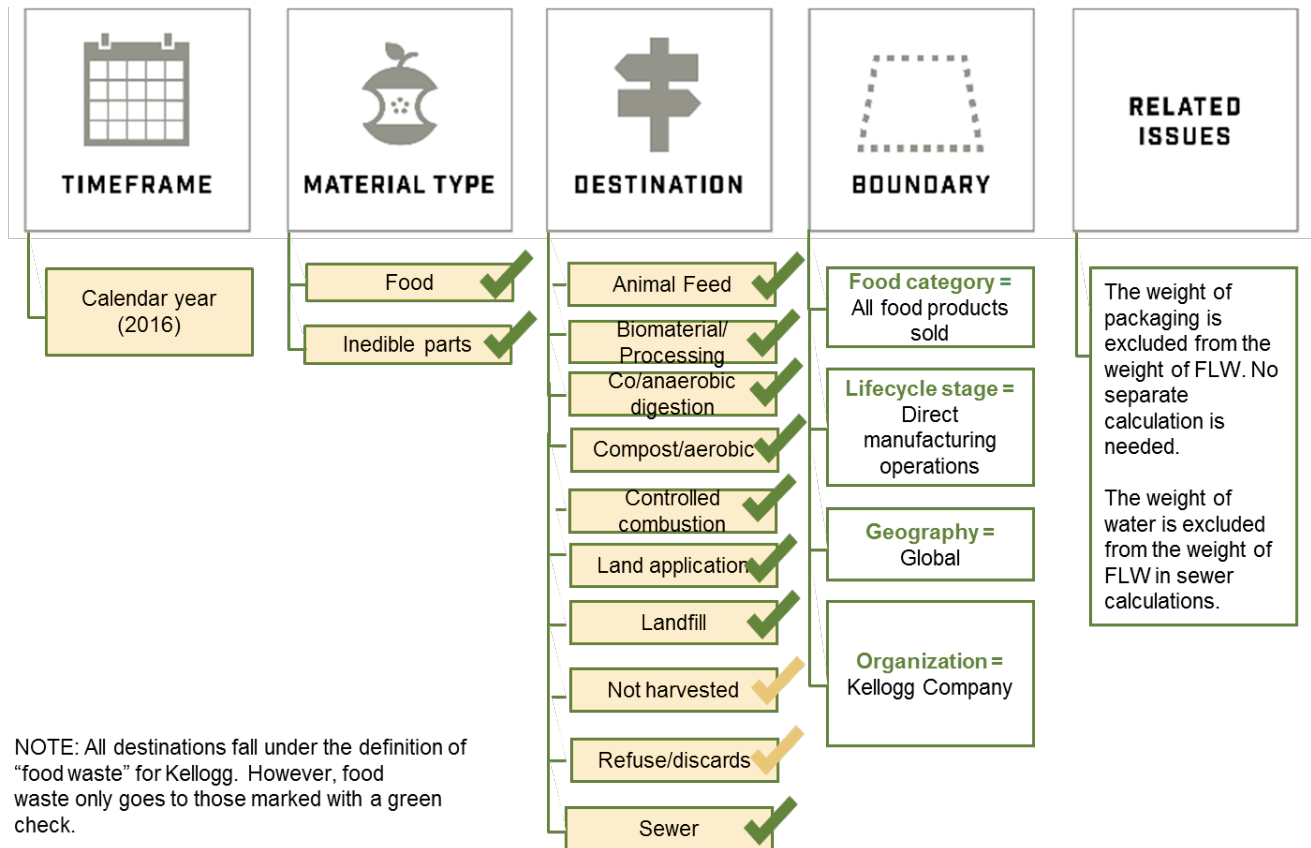 TIMEFRAME
MATERIAL TYPE
DESTINATION
BOUNDARY
RELATED
ISSUES
Calendar year
(2016)
Food
Inedible parts
Animal Feed
Biomaterial/
Processing
Co/anaerobic
digestion
Compost/aerobic
Controlled
combustion
Land application
Landfill
Not harvested
Refuse/discards
Sewer
Food category =
All food products
sold
Lifecycle stage =
Direct
manufacturing
operations
Geography =
Global
Organization =
Kellogg Company
The weight of
packaging is
excluded from the
weight of FLW. No
separate
calculation is
needed.
The weight of
water is excluded
from the weight of
FLW in sewer
calculations.
NOTE: All destinations fall under the definition of
“food waste” for Kellogg. However, food
waste only goes to those marked with a green
check.